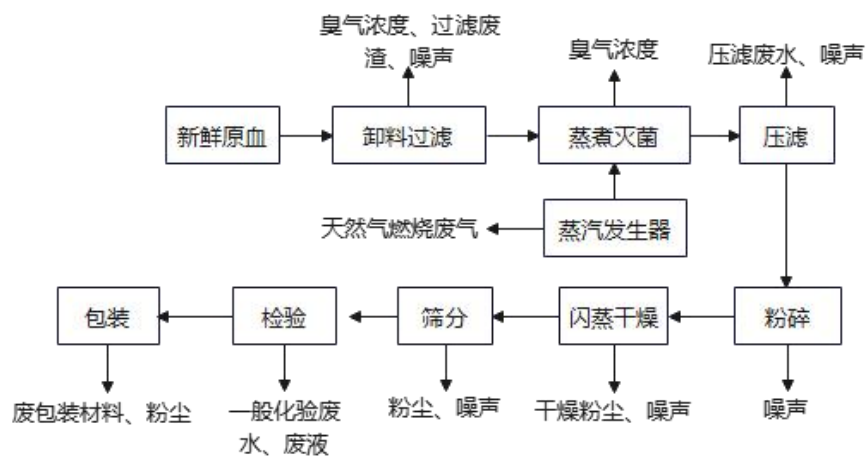 臭气浓度、过滤废
渣、噪声
臭气浓度
压滤废水、噪声
新鲜原血
卸料过滤
蒸煮灭菌
压滤
天然气燃烧废气
蒸汽发生器
包装
检验
筛分
闪蒸干燥
粉碎
废包装材料、粉尘
一般化验废
水、废液
粉尘、噪声
干燥粉尘、噪声
噪声